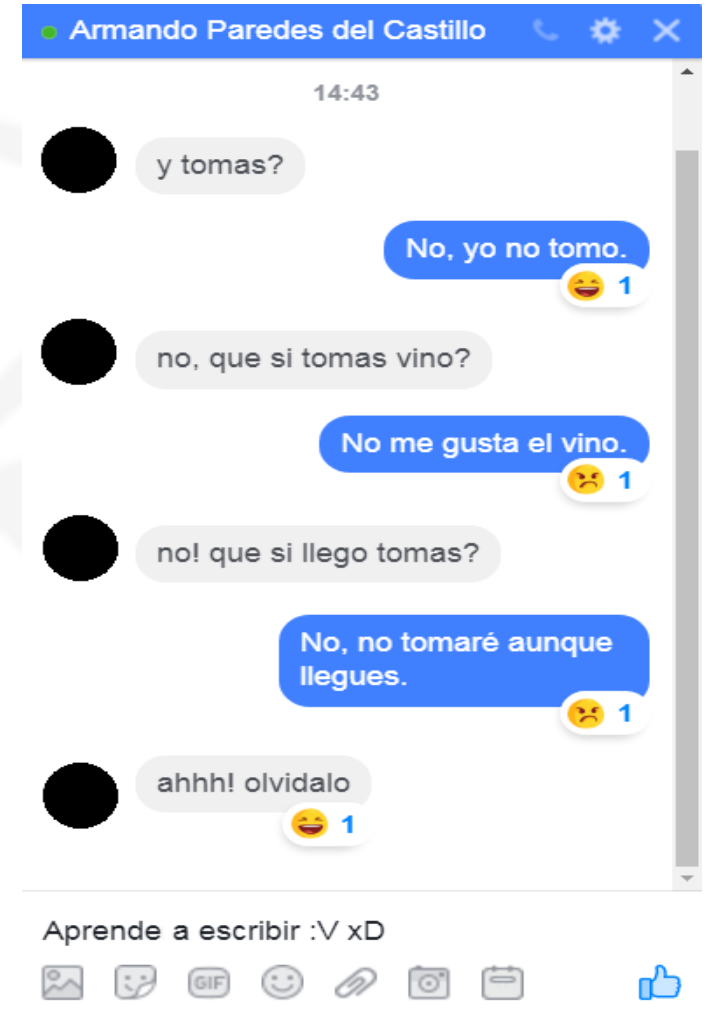 Armando Paredes del Castillo
14:43
y tomas?
No, yo no tomo.
1
no, que si tomas vino?
No me gusta el vino.
1
no! que si llego tomas?
No, no tomaré aunque
llegues.
1
ahhh! olvidalo
1
Aprende a escribir :V xD
GIF